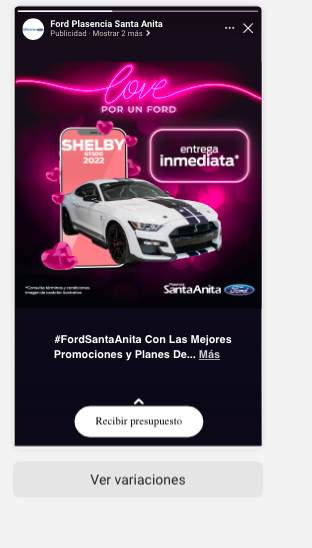 Ford Plasencia Santa Anita
Publicidad · Mostrar 2 más
love
POR UN FORD
SHELBY
GT500
2022
entrega
inmediata*
*Consulta términos y condiciones.
Imagen de carácter ilustrativo.
Plasencia
SantaAnita
Ford
#FordSantaAnita Con Las Mejores
Promociones y Planes De... Más
Recibir presupuesto
Ver variaciones